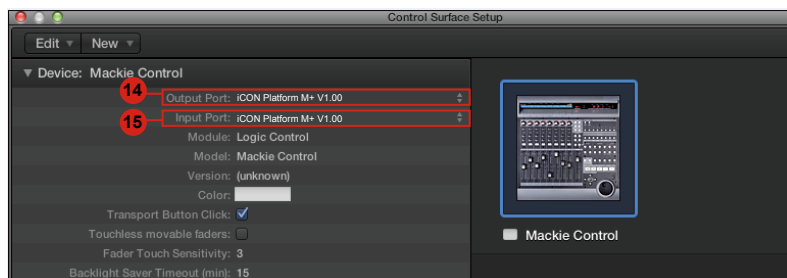 Control Surface Setup
Edit New
Device: Mackie Control
14 Output Port: iCON Platform M+ V1.00
15 Input Port: iCON Platform M+ V1.00
Module: Logic Control
Model: Mackie Control
Version: (unknown)
Color:
Transport Button Click:
Touchless movable faders:
Fader Touch Sensitivity: 3
Backlight Saver Timeout (min): 15
Mackie Control